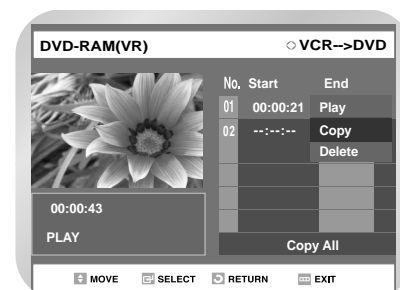 DVD-RAM(VR) VCR-->DVD
No. Start End
01 00:00:21 Play
02 --:--:-- Copy
Delete
00:00:43
PLAY
Copy All
MOVE SELECT RETURN EXIT